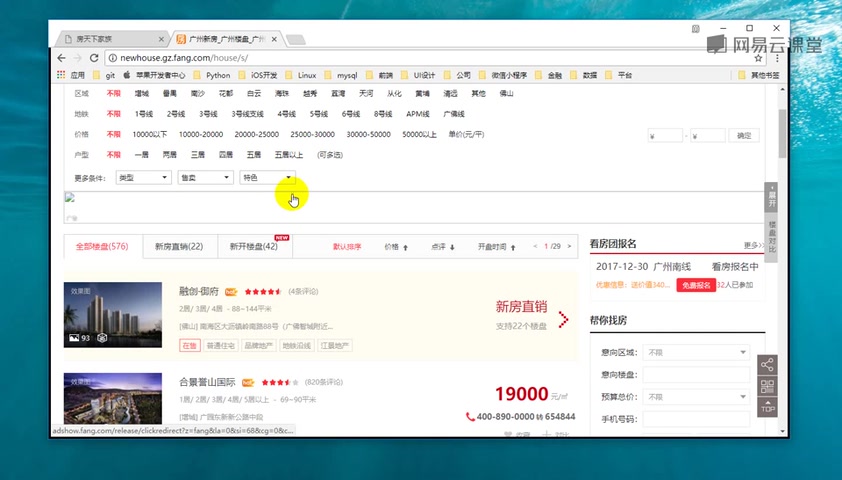 网易云课堂
房天下家族
广州新房_广州楼盘_广州
newhouse.gz.fang.com/house/s/
应用 git 苹果开发者中心 Python iOS开发 Linux mysql 前端 UI设计 公司 微信小程序 金融 数据 平台 其他书签
区域 不限 增城 番禺 南沙 花都 白云 海珠 越秀 荔湾 天河 从化 黄埔 清远 其他 佛山
地铁 不限 1号线 2号线 3号线 3号线支线 4号线 5号线 6号线 8号线 APM线 广佛线
价格 不限 10000以下 10000-20000 20000-25000 25000-30000 30000-50000 50000以上 单价(元/平) ¥ - ¥ 确定
户型 不限 一居 两居 三居 四居 五居 五居以上 (可多选)
更多条件: 类型 售卖 特色
展开
楼盘对比
全部楼盘(576) 新房直销(22) 新开楼盘(42) NEW 默认排序 价格 点评 开盘时间 < 1 /29 >
看房团报名 更多>>
2017-12-30 广州南线 看房报名中
优惠信息: 送价值340... 免费报名 32人已参加
效果图
93
融创·御府 (4条评论)
2居/ 3居/ 4居 - 88~144平米
[佛山] 南海区大沥镇岭南路88号（广佛智城附近...
在售 普通住宅 品牌地产 地铁沿线 江景地产
新房直销
支持22个楼盘
帮你找房
意向区域: 不限
意向楼盘:
预算总价: 不限
手机号码:
效果图
合景誉山国际 (820条评论)
1居/ 2居/ 3居/ 4居/ 5居以上 - 69~90平米
[增城] 广园东新新公路中段
19000 元/㎡
400-890-0000 转 654844
收藏 对比
TOP
adshow.fang.com/release/clickredirect?z=fang&la=0&si=68&cg=0&c...